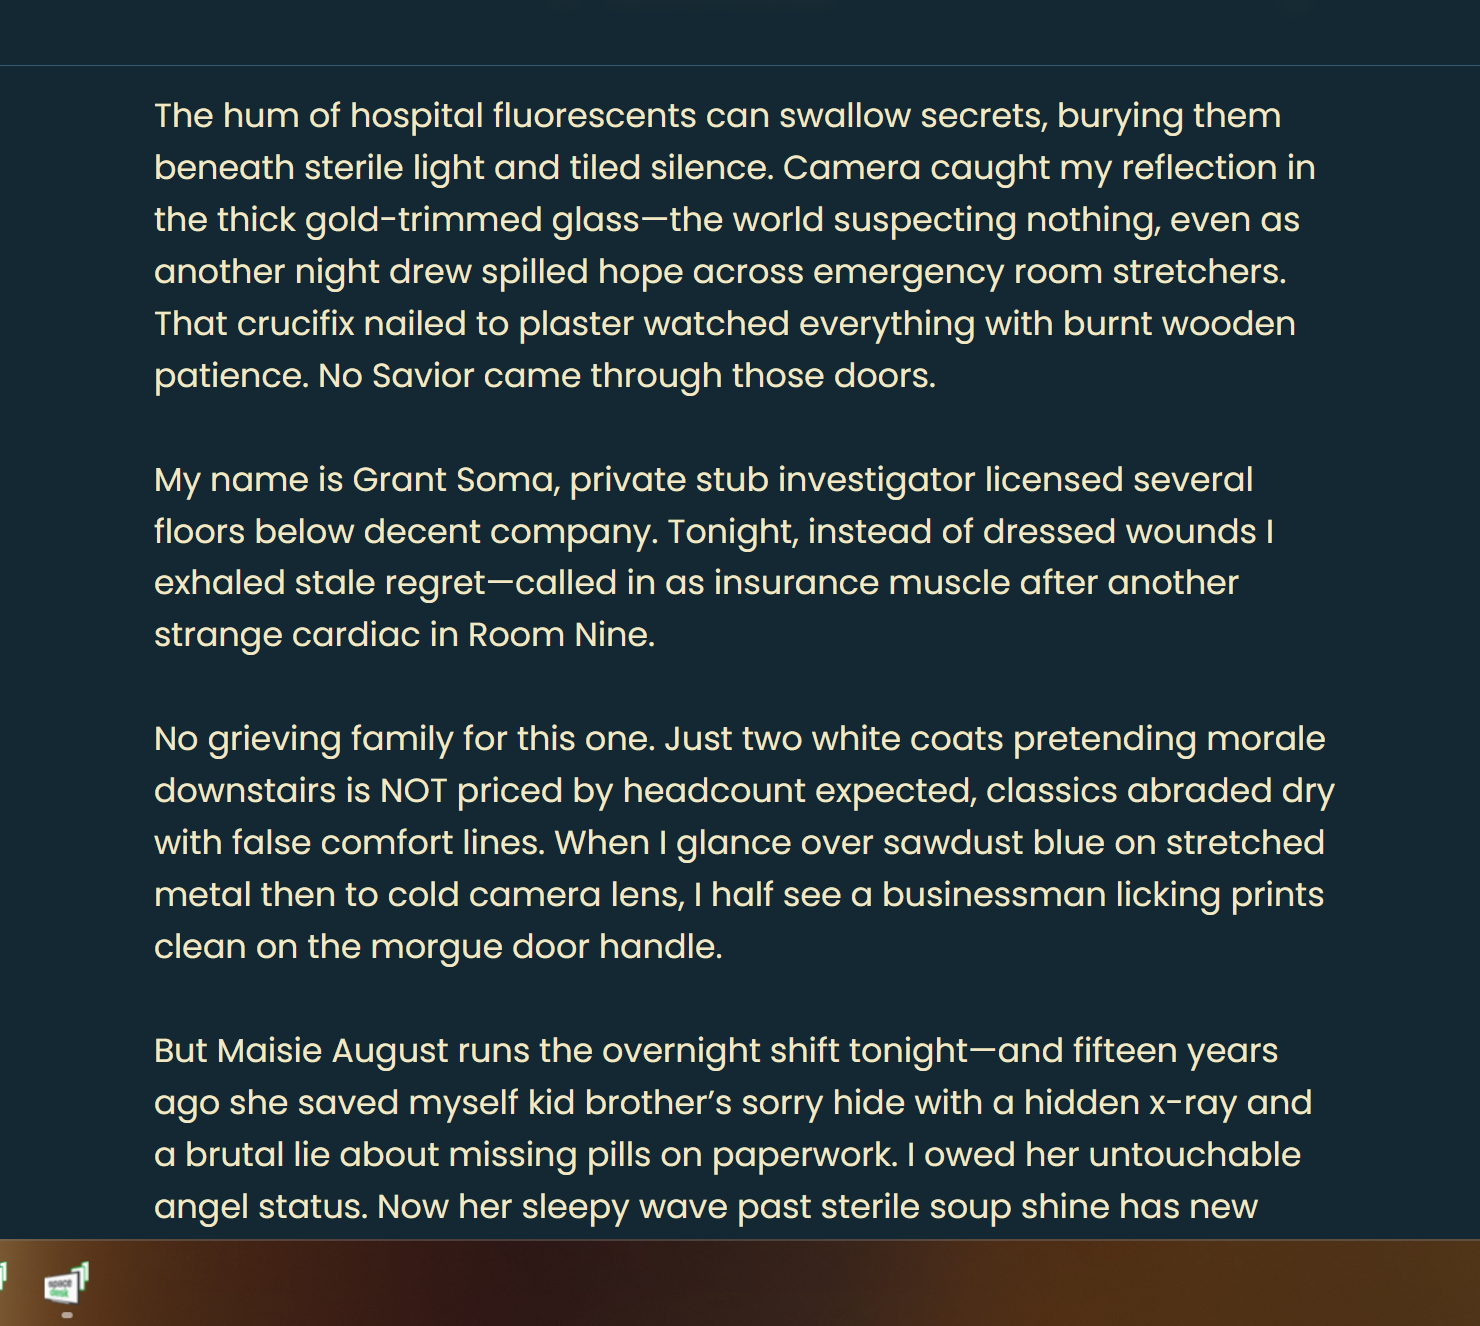 The hum of hospital fluorescents can swallow secrets, burying them
beneath sterile light and tiled silence. Camera caught my reflection in
the thick gold-trimmed glass—the world suspecting nothing, even as
another night drew spilled hope across emergency room stretchers.
That crucifix nailed to plaster watched everything with burnt wooden
patience. No Savior came through those doors.
My name is Grant Soma, private stub investigator licensed several
floors below decent company. Tonight, instead of dressed wounds I
exhaled stale regret—called in as insurance muscle after another
strange cardiac in Room Nine.
No grieving family for this one. Just two white coats pretending morale
downstairs is NOT priced by headcount expected, classics abraded dry
with false comfort lines. When I glance over sawdust blue on stretched
metal then to cold camera lens, I half see a businessman licking prints
clean on the morgue door handle.
But Maisie August runs the overnight shift tonight—and fifteen years
ago she saved myself kid brother’s sorry hide with a hidden x-ray and
a brutal lie about missing pills on paperwork. I owed her untouchable
angel status. Now her sleepy wave past sterile soup shine has new
space
desk